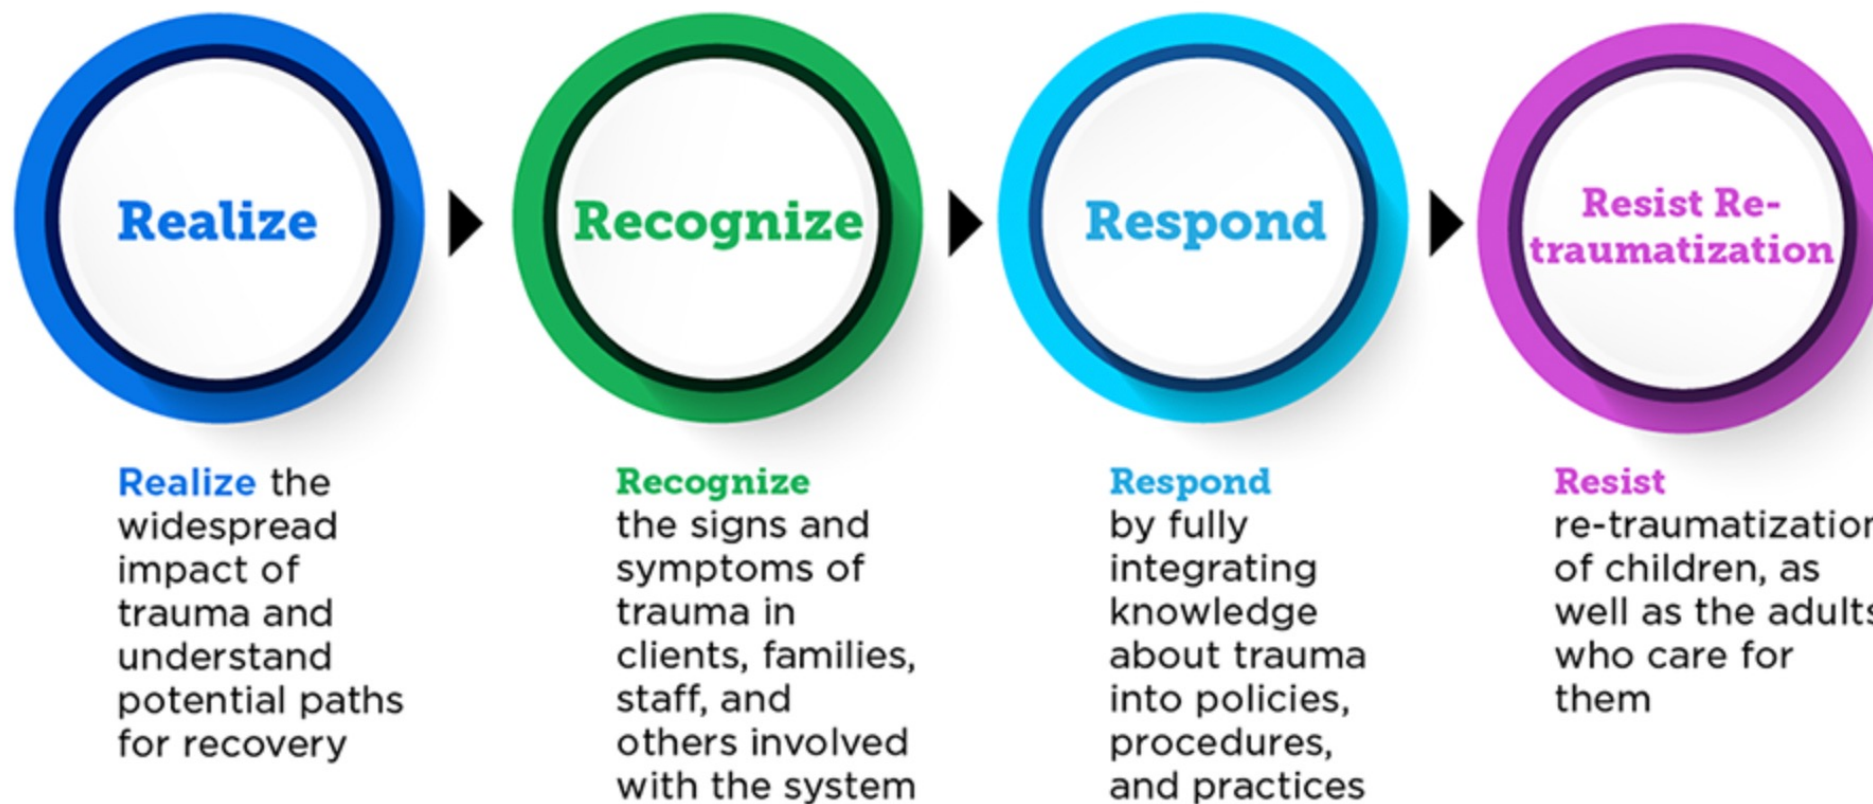 Realize
Recognize
Respond
Resist Re-
traumatization
Realize the
widespread
impact of
trauma and
understand
potential paths
for recovery
Recognize
the signs and
symptoms of
trauma in
clients, families,
staff, and
others involved
with the system
Respond
by fully
integrating
knowledge
about trauma
into policies,
procedures,
and practices
Resist
re-traumatization
of children, as
well as the adults
who care for
them